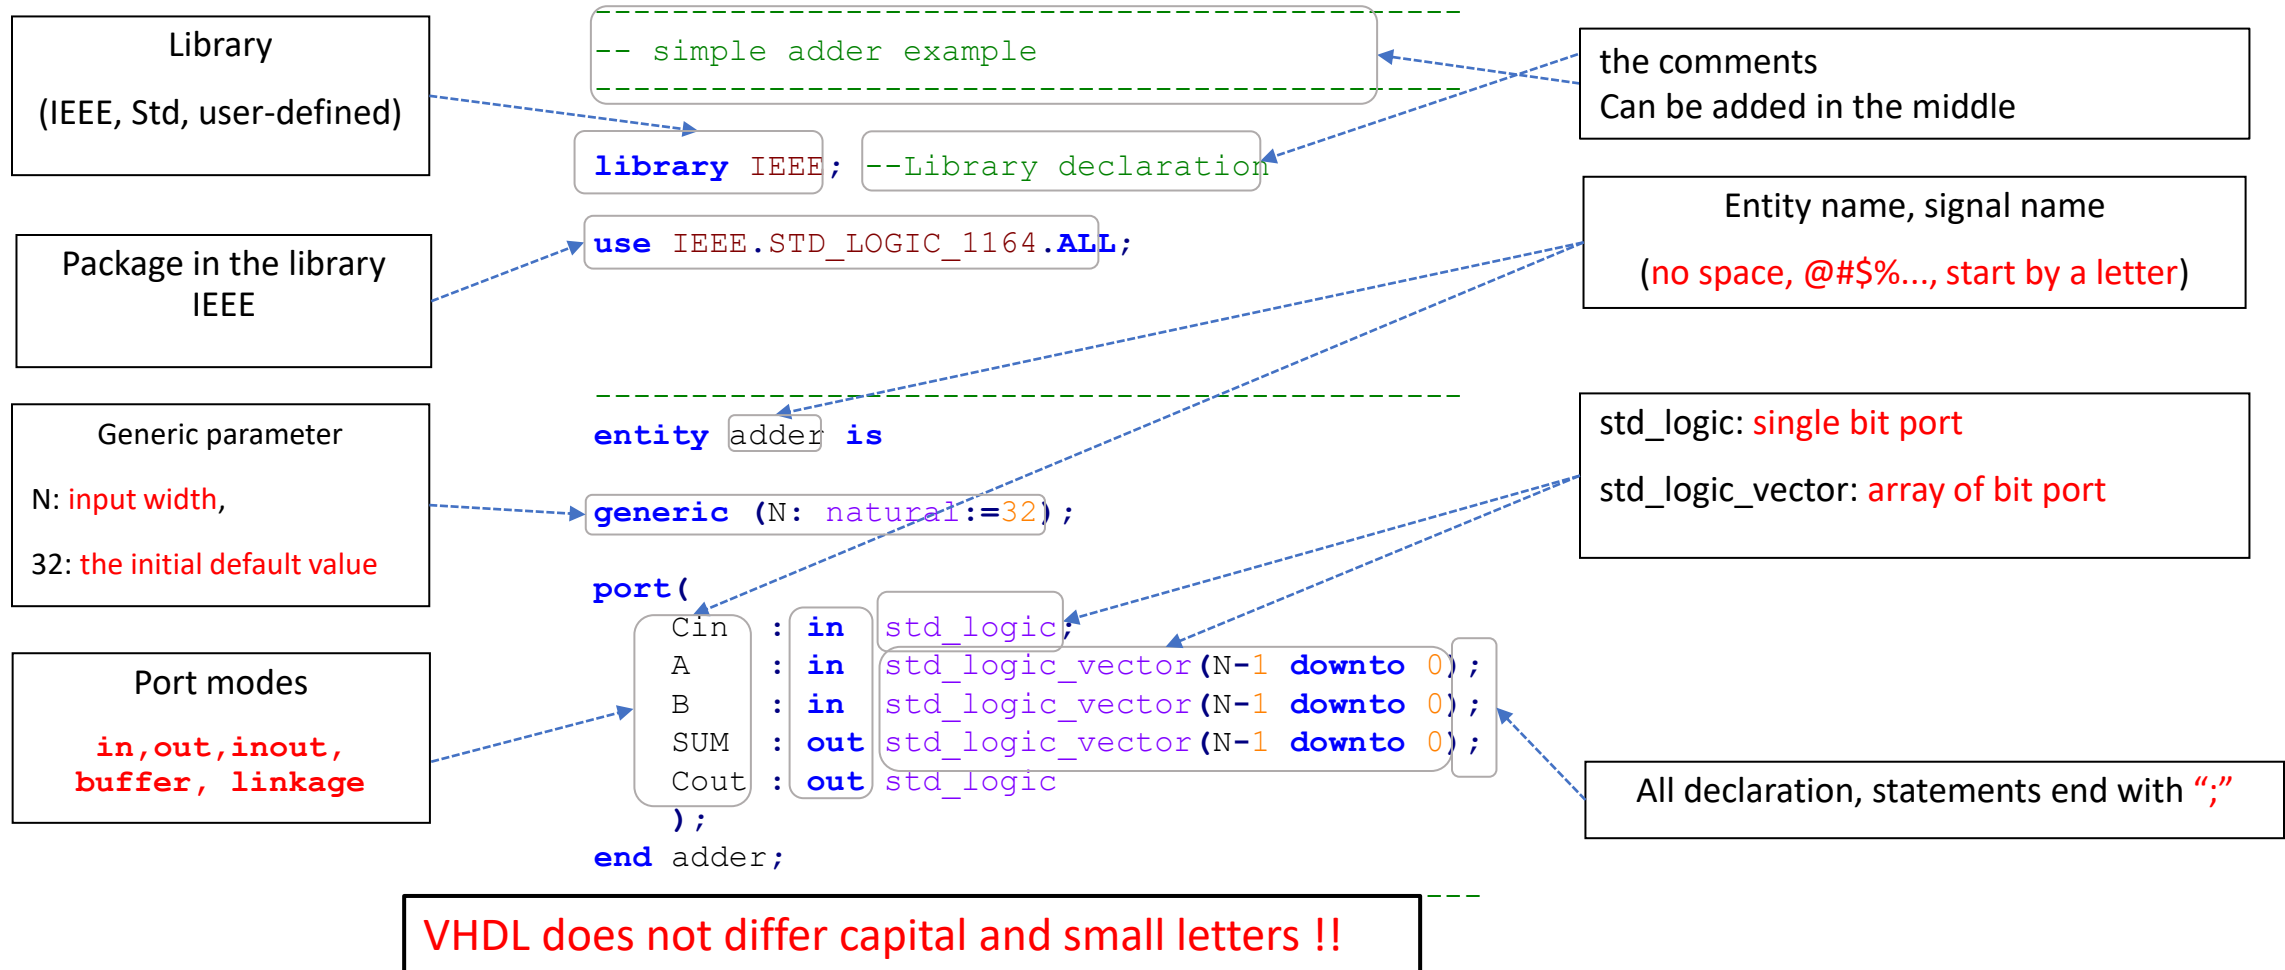 Library
(IEEE, Std, user-defined)
Package in the library
IEEE
Generic parameter
N: input width,
32: the initial default value
Port modes
in,out,inout,
buffer, linkage
--------------------------------------------
-- simple adder example
--------------------------------------------
library IEEE; --Library declaration
use IEEE.STD_LOGIC_1164.ALL;
--------------------------------------------
entity adder is
generic (N: natural:=32);
port(
Cin : in std_logic;
A : in std_logic_vector(N-1 downto 0);
B : in std_logic_vector(N-1 downto 0);
SUM : out std_logic_vector(N-1 downto 0);
Cout : out std_logic
);
end adder;
---
the comments
Can be added in the middle
Entity name, signal name
(no space, @#$%..., start by a letter)
std_logic: single bit port
std_logic_vector: array of bit port
All declaration, statements end with “;”
VHDL does not differ capital and small letters !!